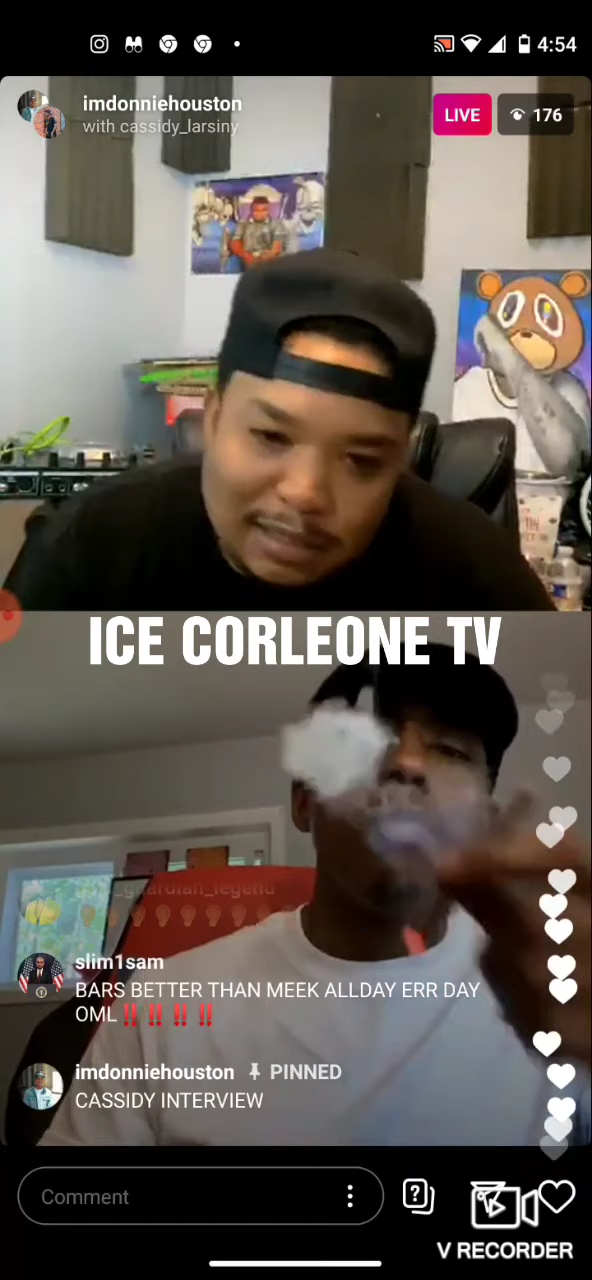 4:54
imdonniehouston
with cassidy_larsiny
LIVE
176
ICE CORLEONE TV
_guardian_legend
slim1sam
BARS BETTER THAN MEEK ALLDAY ERR DAY
OML‼️ ‼️ ‼️ ‼️
imdonniehouston PINNED
CASSIDY INTERVIEW
Comment
V RECORDER